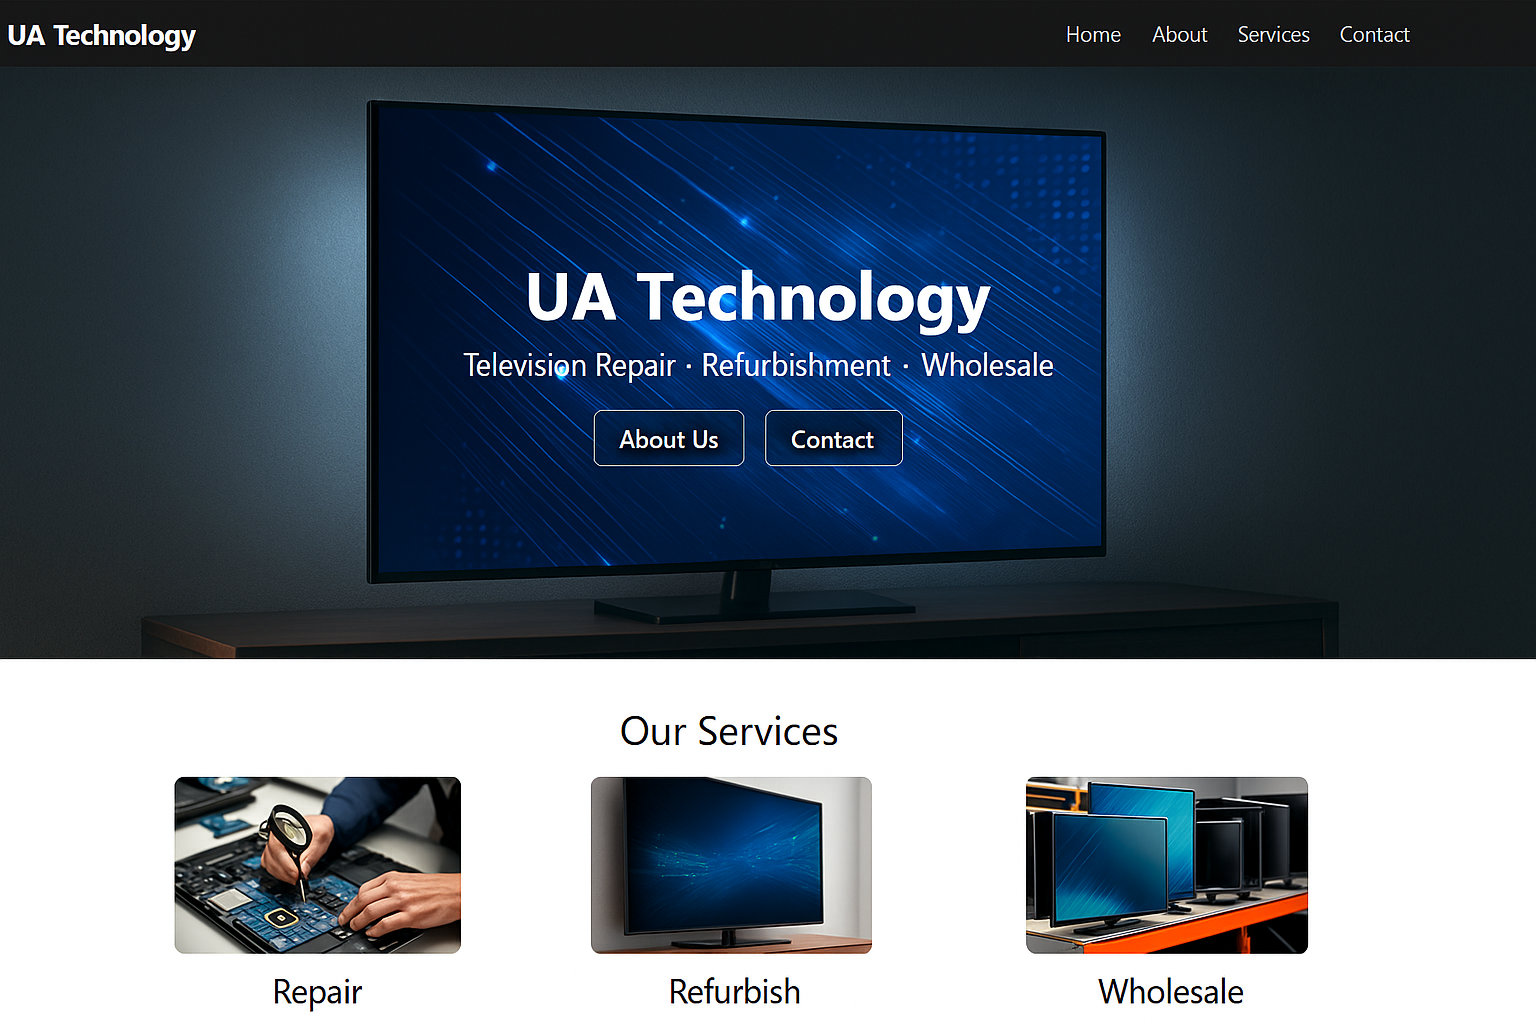 UA Technology
Home About Services Contact
UA Technology
Television Repair · Refurbishment · Wholesale
About Us Contact
Our Services
Repair Refurbish Wholesale